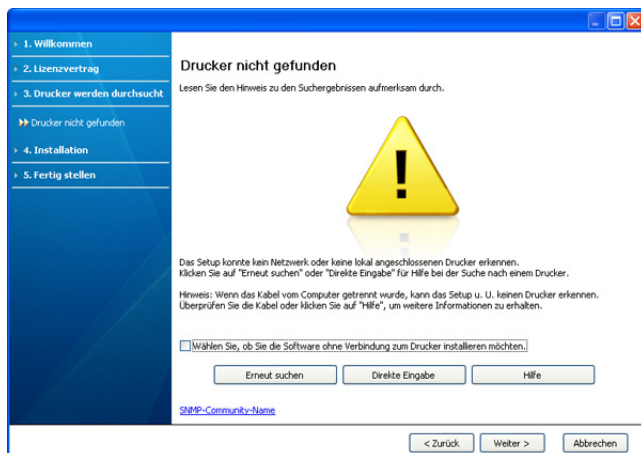 1. Willkommen
2. Lizenzvertrag
3. Drucker werden durchsucht
Drucker nicht gefunden
4. Installation
5. Fertig stellen
Drucker nicht gefunden
Lesen Sie den Hinweis zu den Suchergebnissen aufmerksam durch.
Das Setup konnte kein Netzwerk oder keine lokal angeschlossenen Drucker erkennen.
Klicken Sie auf "Erneut suchen" oder "Direkte Eingabe" für Hilfe bei der Suche nach einem Drucker.
Hinweis: Wenn das Kabel vom Computer getrennt wurde, kann das Setup u. U. keinen Drucker erkennen.
Überprüfen Sie die Kabel oder klicken Sie auf "Hilfe", um weitere Informationen zu erhalten.
Wählen Sie, ob Sie die Software ohne Verbindung zum Drucker installieren möchten.
Erneut suchen
Direkte Eingabe
Hilfe
SNMP-Community-Name
< Zurück
Weiter >
Abbrechen